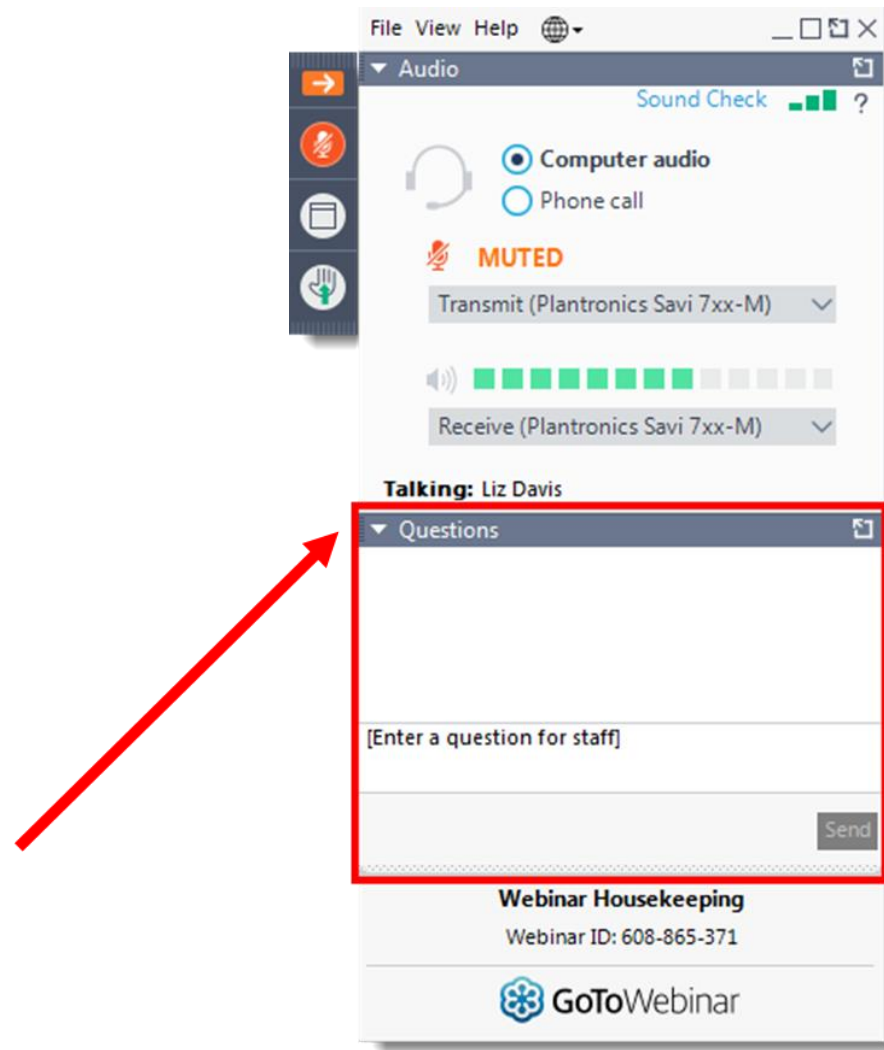 File View Help
Audio
Sound Check ?
Computer audio
Phone call
MUTED
Transmit (Plantronics Savi 7xx-M)
Receive (Plantronics Savi 7xx-M)
Talking: Liz Davis
Questions
[Enter a question for staff]
Send
Webinar Housekeeping
Webinar ID: 608-865-371
GoToWebinar